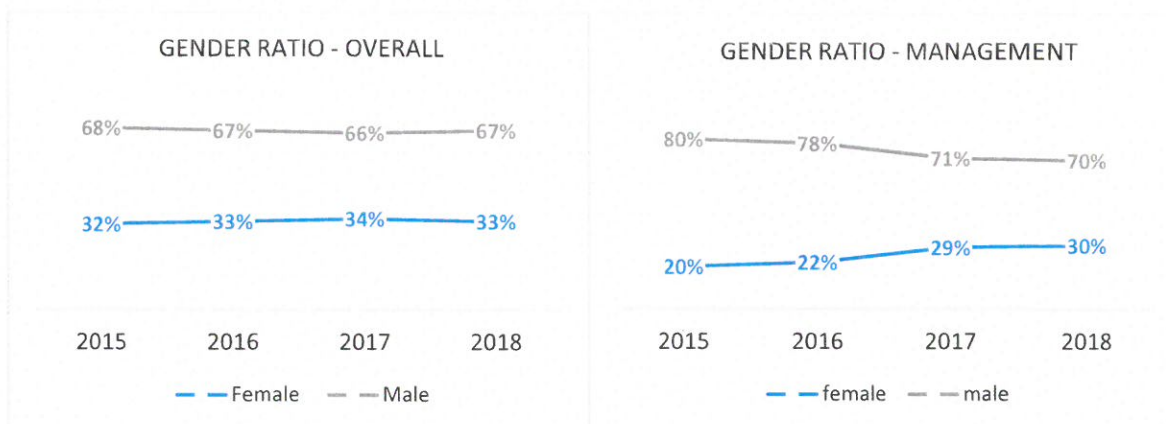 GENDER RATIO - OVERALL
68% 67% 66% 67%
32% 33% 34% 33%
2015 2016 2017 2018
Female Male
GENDER RATIO - MANAGEMENT
80% 78% 71% 70%
20% 22% 29% 30%
2015 2016 2017 2018
female male